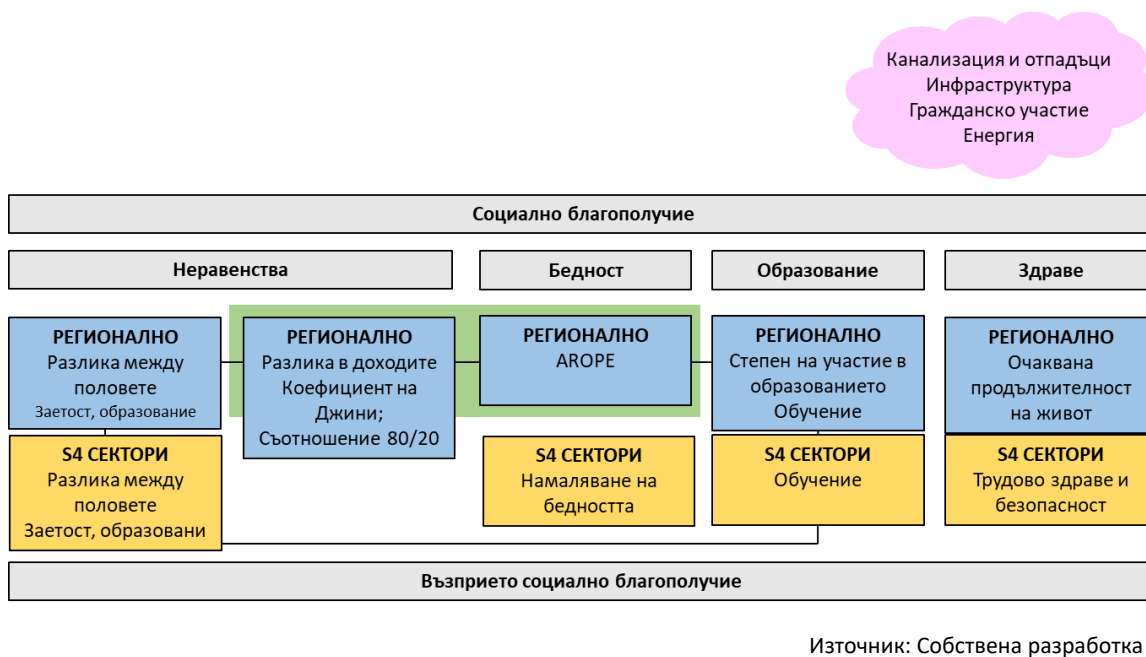 Канализация и отпадъци
Инфраструктура
Гражданско участие
Енергия
Социално благополучие
Неравенства
Бедност
Образование
Здраве
РЕГИОНАЛНО
Разлика между
половете
Заетост, образование
РЕГИОНАЛНО
Разлика в доходите
Коефициент на
Джини;
Съотношение 80/20
РЕГИОНАЛНО
AROPE
РЕГИОНАЛНО
Степен на участие в
образованието
Обучение
РЕГИОНАЛНО
Очаквана
продължителност
на живот
S4 СЕКТОРИ
Разлика между
половете
Заетост, образовани
S4 СЕКТОРИ
Намаляване на
бедността
S4 СЕКТОРИ
Обучение
S4 СЕКТОРИ
Трудово здраве и
безопасност
Възприето социално благополучие
Източник: Собствена разработка